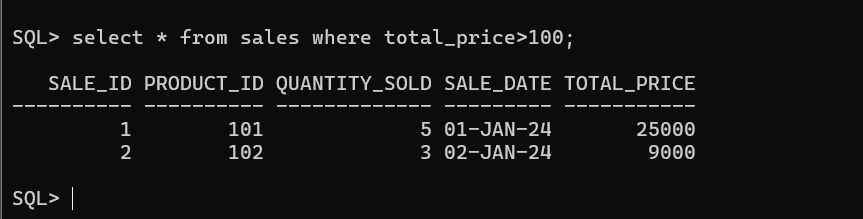 SQL> select * from sales where total_price>100;
SALE_ID PRODUCT_ID QUANTITY_SOLD SALE_DATE TOTAL_PRICE
---------- ---------- ------------- --------- -----------
1 101 5 01-JAN-24 25000
2 102 3 02-JAN-24 9000
SQL>